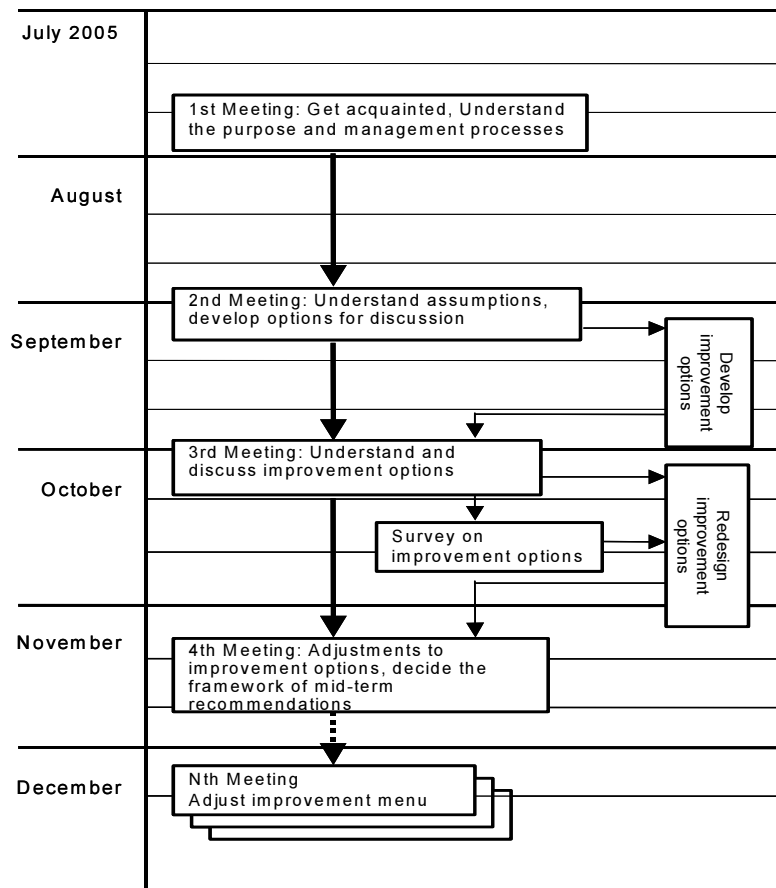 July 2005
1st Meeting: Get acquainted, Understand
the purpose and management processes
August
2nd Meeting: Understand assumptions,
develop options for discussion
September
Develop
improvement
options
3rd Meeting: Understand and
discuss improvement options
October
Survey on
improvement options
Redesign
improvement
options
November
4th Meeting: Adjustments to
improvement options, decide the
framework of mid-term
recommendations
December
Nth Meeting
Adjust improvement menu